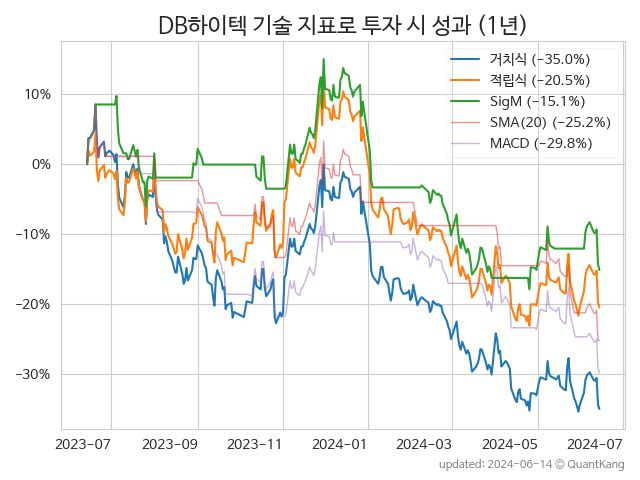 DB하이텍 기술 지표로 투자 시 성과 (1년)
거치식 (−35.0%)
적립식 (−20.5%)
SigM (−15.1%)
SMA(20) (−25.2%)
MACD (−29.8%)
10%
0%
−10%
−20%
−30%
2023-07 2023-09 2023-11 2024-01 2024-03 2024-05 2024-07
updated: 2024-06-14 © QuantKang